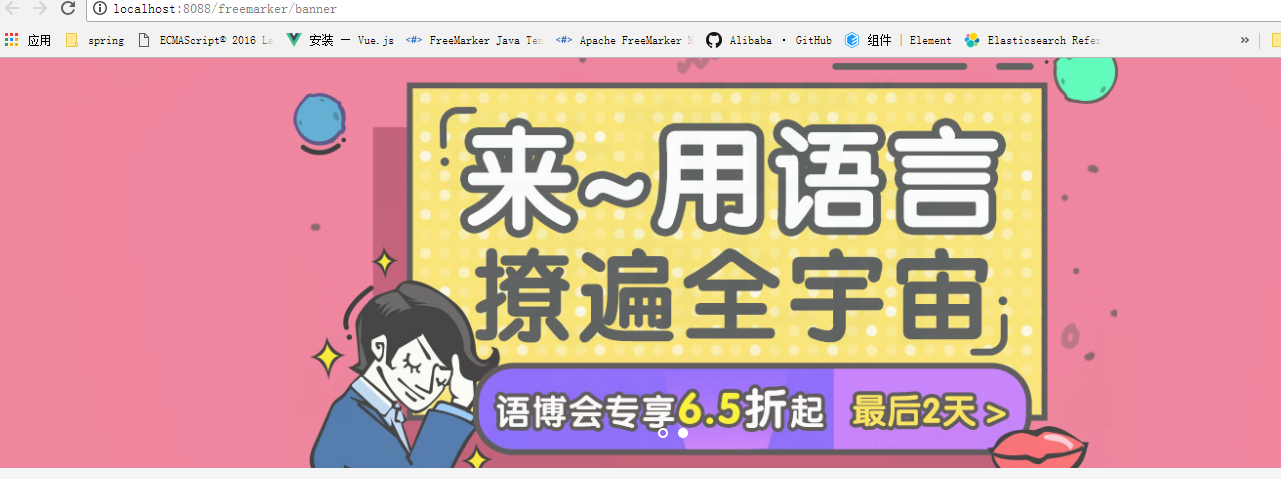 localhost:8088/freemarker/banner
应用 spring ECMAScript® 2016 La 安装 — Vue.js <#> FreeMarker Java Tem <#> Apache FreeMarker M Alibaba · GitHub 组件 | Element Elasticsearch Refer »
来~用语言
撩遍全宇宙
语博会专享6.5折起 最后2天 >